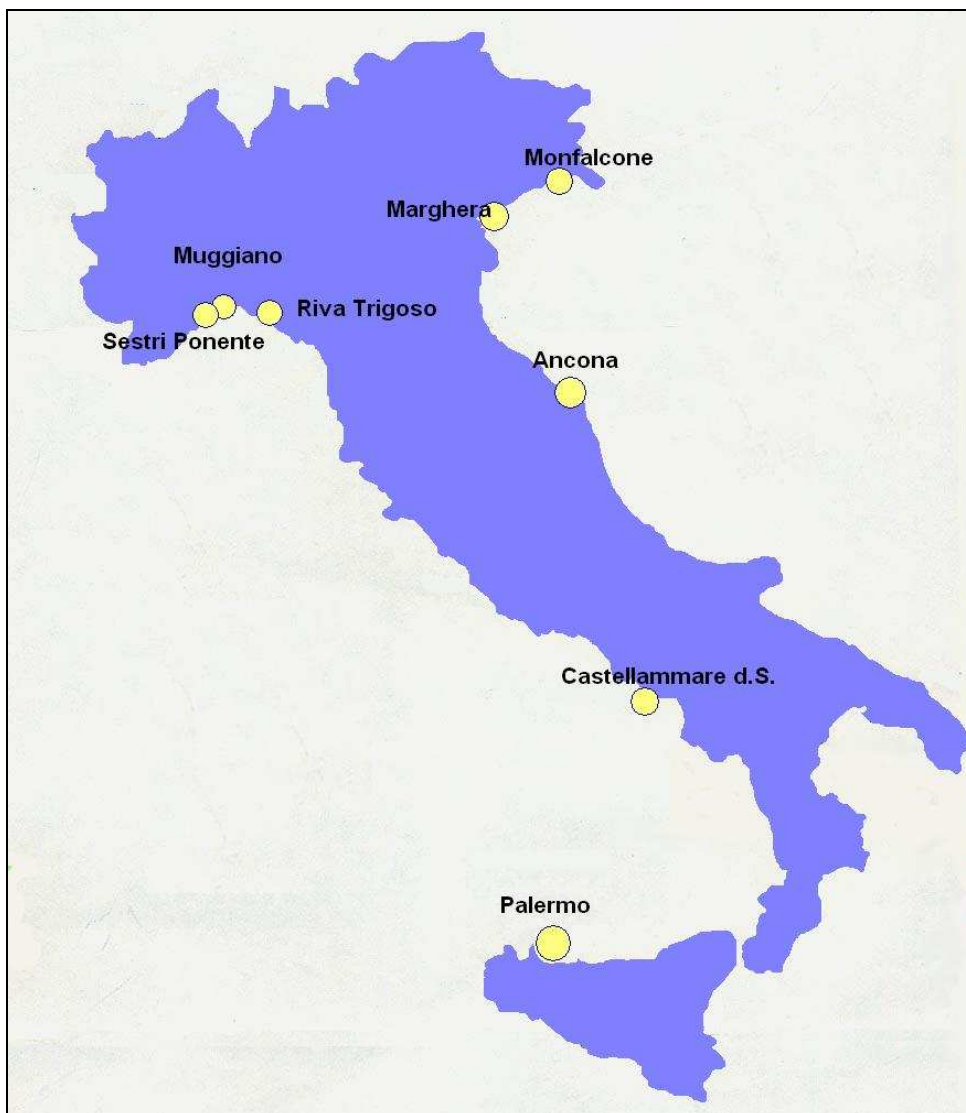 Monfalcone
Marghera
Muggiano
Riva Trigoso
Sestri Ponente
Ancona
Castellammare d.S.
Palermo